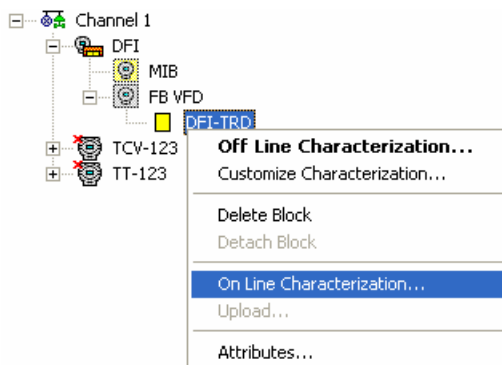 Channel 1
DFI
MIB
FB VFD
DFI-TRD
TCV-123
TT-123
Off Line Characterization...
Customize Characterization...
Delete Block
Detach Block
On Line Characterization...
Upload...
Attributes...